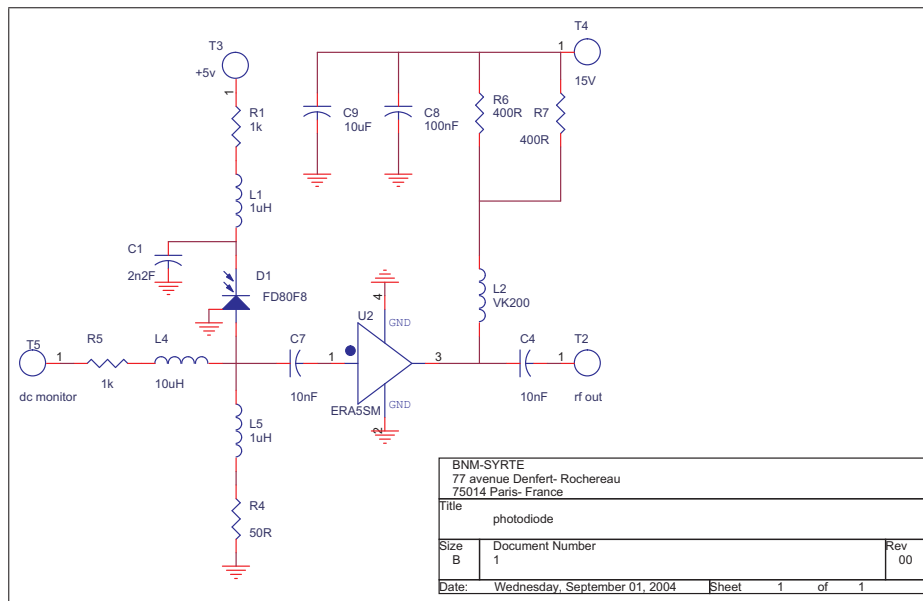 T3
+5v
1
R1
1k
L1
1uH
C1
2n2F
D1
FD80F8
T4
1
15V
C9
10uF
C8
100nF
R6
400R
R7
400R
L2
VK200
T5
1
dc monitor
R5
1k
L4
10uH
C7
10nF
1
U2
4
GND
3
GND
2
ERA5SM
C4
10nF
T2
1
rf out
L5
1uH
R4
50R
BNM-SYRTE
77 avenue Denfert- Rochereau
75014 Paris- France
Title
photodiode
Size
B
Document Number
1
Rev
00
Date: Wednesday, September 01, 2004 Sheet 1 of 1